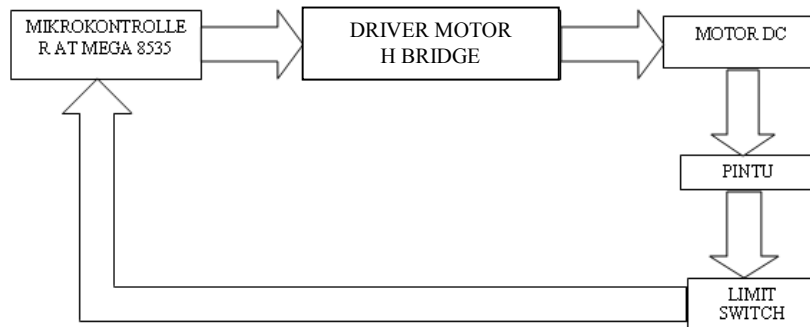 MIKROKONTROLLE
R AT MEGA 8535
DRIVER MOTOR
H BRIDGE
MOTOR DC
PINTU
LIMIT
SWITCH